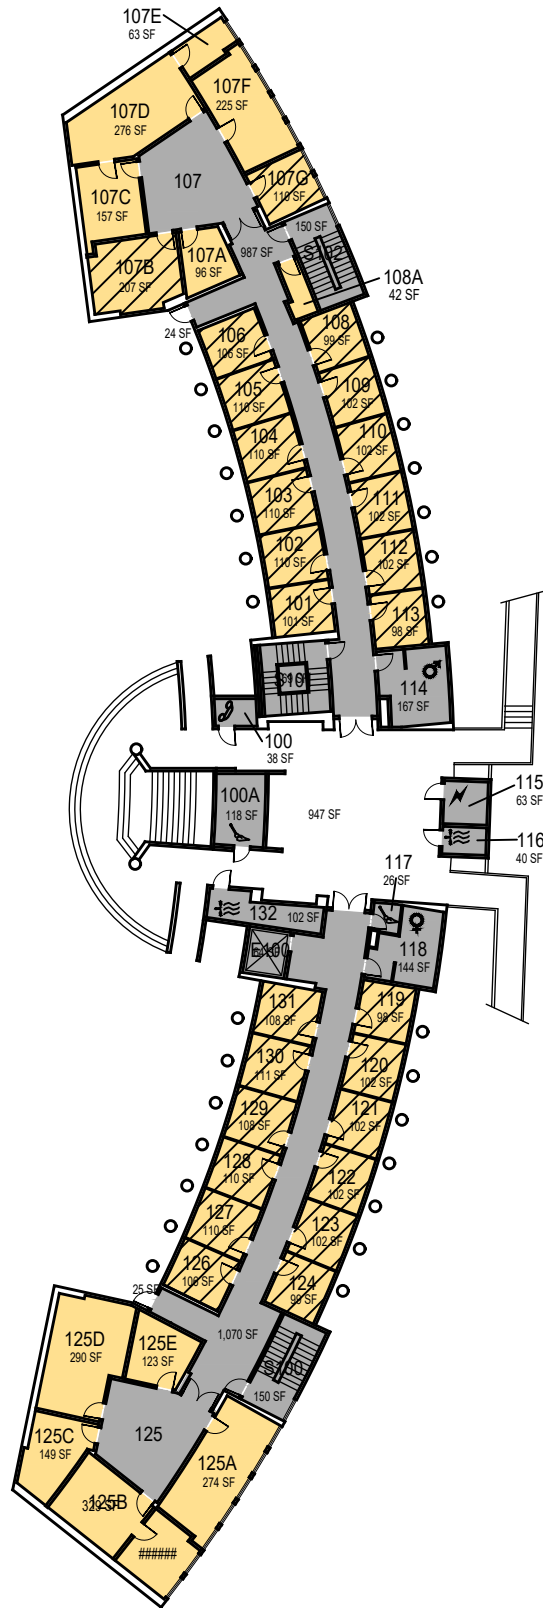 107E
63 SF
107D
276 SF
107F
225 SF
107
107C
157 SF
107G
110 SF
150 SF
S102
107B
207 SF
107A
96 SF
987 SF
108A
42 SF
24 SF
106
106 SF
108
99 SF
105
110 SF
109
102 SF
104
110 SF
110
102 SF
103
110 SF
111
102 SF
102
110 SF
112
102 SF
101
101 SF
113
98 SF
114
167 SF
100
38 SF
100A
118 SF
947 SF
115
63 SF
116
40 SF
117
26 SF
132
102 SF
E100
118
144 SF
131
108 SF
119
98 SF
130
111 SF
120
102 SF
129
108 SF
121
102 SF
128
110 SF
122
102 SF
127
110 SF
123
102 SF
126
106 SF
124
98 SF
25 SF
1,070 SF
S100
150 SF
125D
290 SF
125E
123 SF
125
125C
149 SF
125A
274 SF
125B
329 SF
######